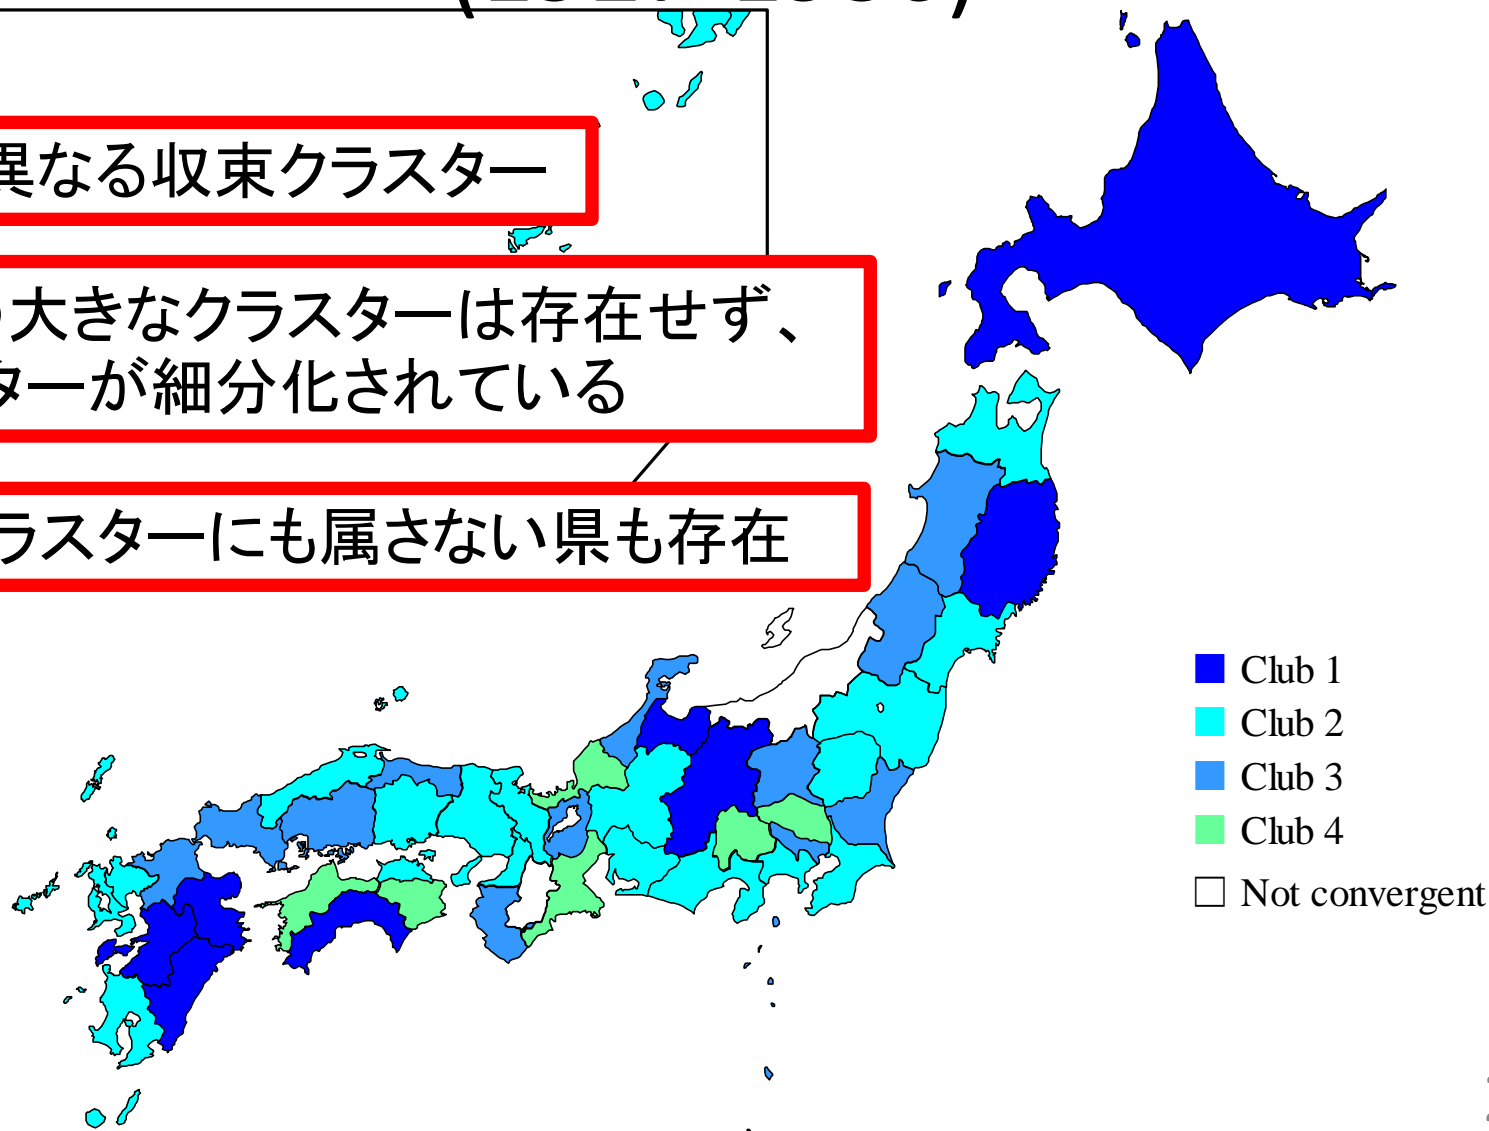 異なる収束クラスター
大きなクラスターは存在せず、
ターが細分化されている
ラスターにも属さない県も存在
Club 1
Club 2
Club 3
Club 4
Not convergent